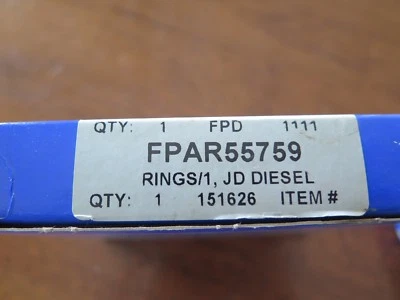 QTY: 1 FPD 1111
FPAR55759
RINGS/1, JD DIESEL
QTY: 1 151626 ITEM #